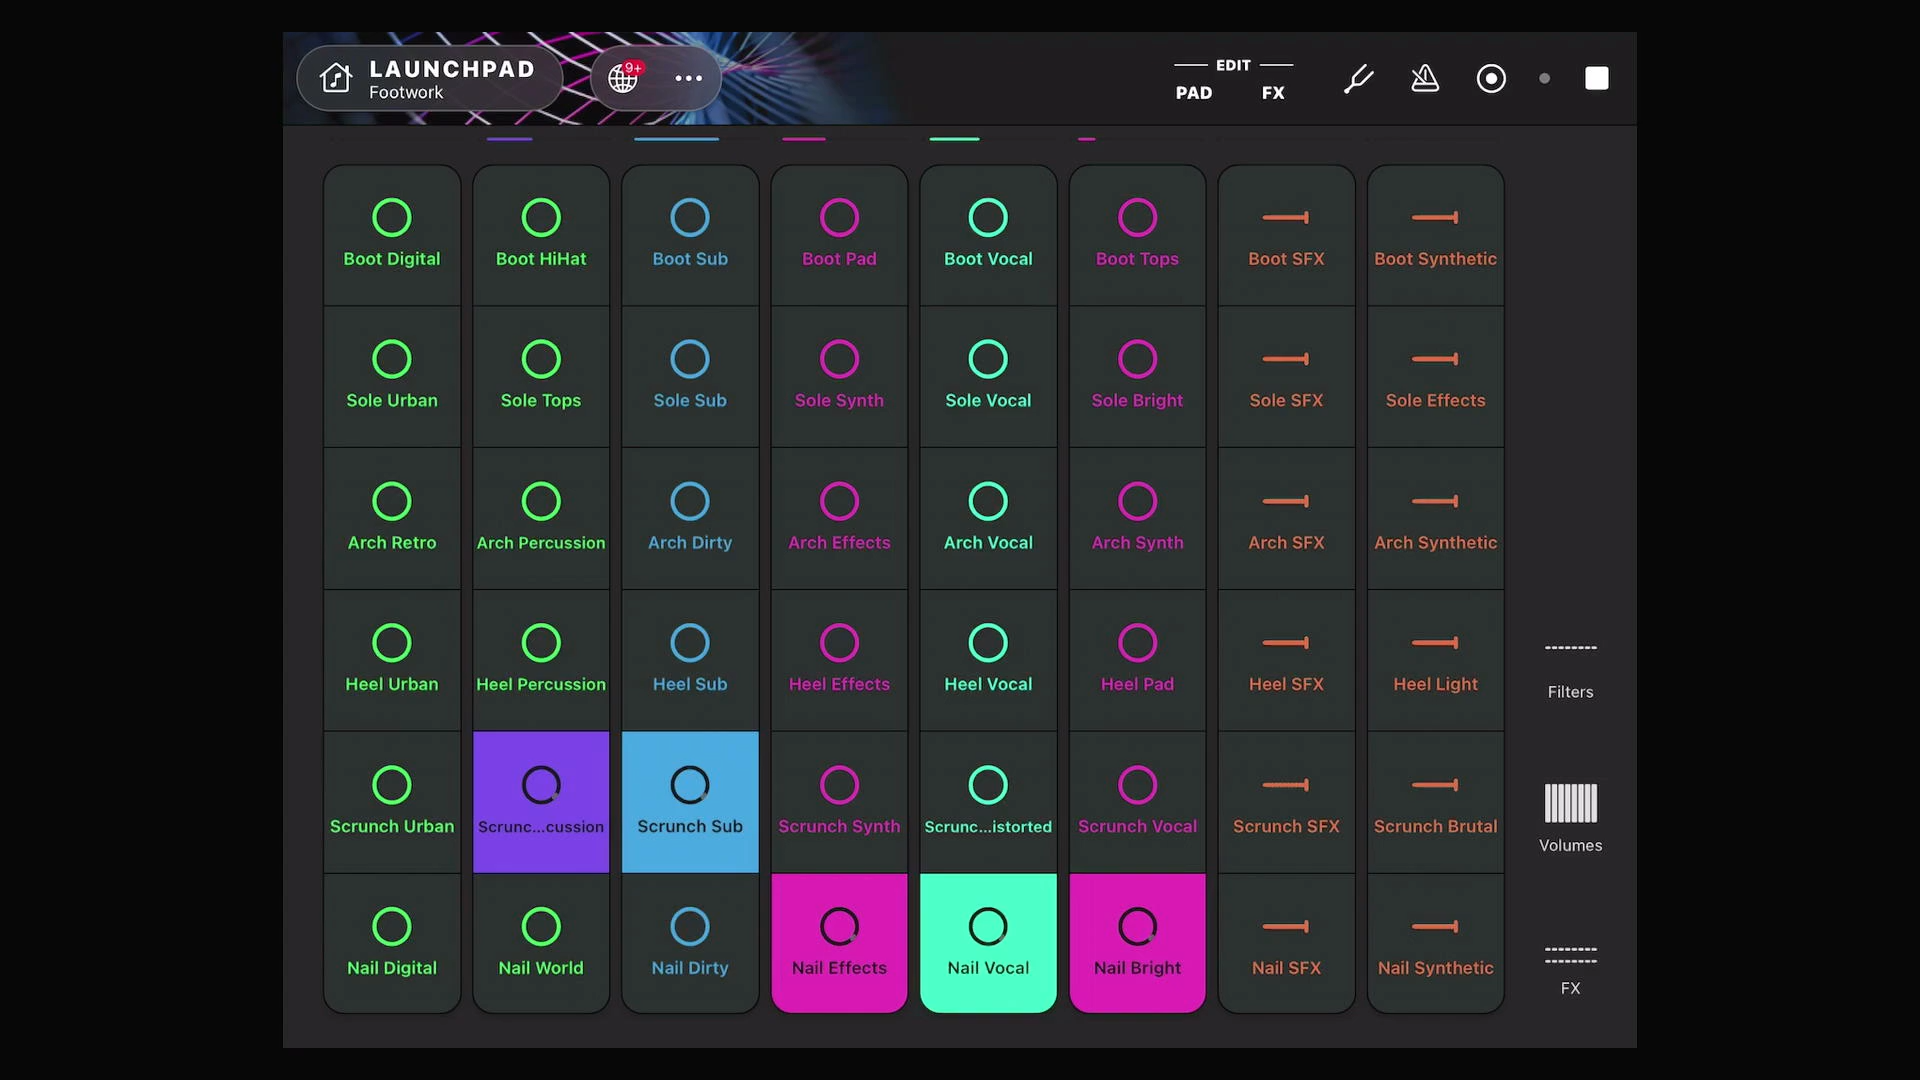 LAUNCHPAD
Footwork
9+
EDIT
PAD FX
Boot Digital Boot HiHat Boot Sub Boot Pad Boot Vocal Boot Tops Boot SFX Boot Synthetic
Sole Urban Sole Tops Sole Sub Sole Synth Sole Vocal Sole Bright Sole SFX Sole Effects
Arch Retro Arch Percussion Arch Dirty Arch Effects Arch Vocal Arch Synth Arch SFX Arch Synthetic
Heel Urban Heel Percussion Heel Sub Heel Effects Heel Vocal Heel Pad Heel SFX Heel Light
Filters
Scrunch Urban Scrunc...cussion Scrunch Sub Scrunch Synth Scrunc...istorted Scrunch Vocal Scrunch SFX Scrunch Brutal
Volumes
Nail Digital Nail World Nail Dirty Nail Effects Nail Vocal Nail Bright Nail SFX Nail Synthetic
FX